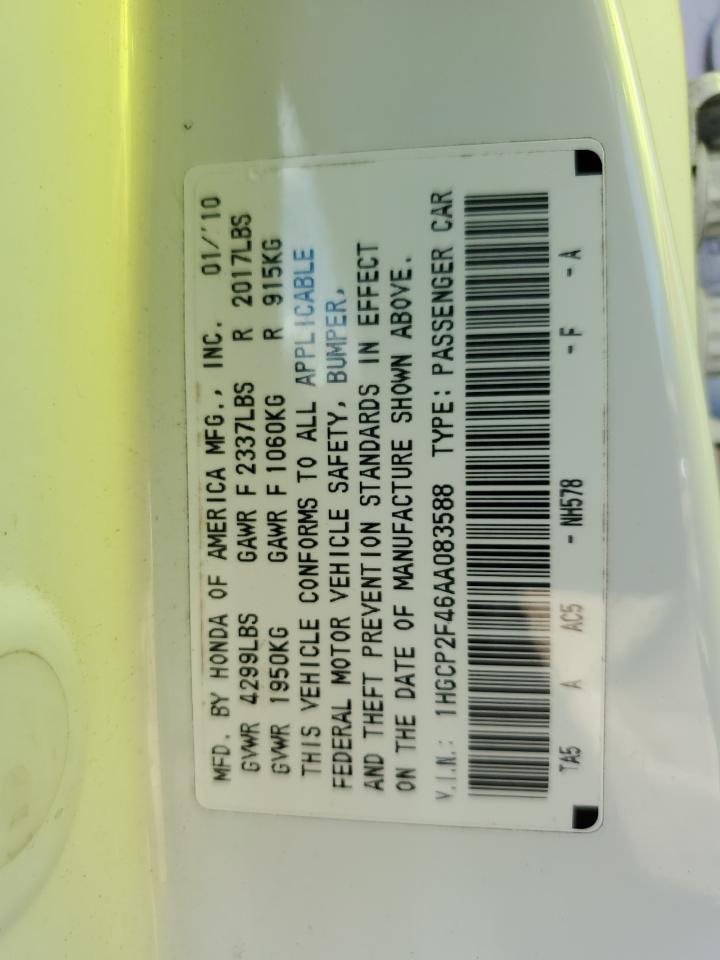 MFD. BY HONDA OF AMERICA MFG., INC. 01/'10
GVWR 4299LBS GAWR F 2337LBS R 2017LBS
GVWR 1950KG GAWR F 1060KG R 915KG
THIS VEHICLE CONFORMS TO ALL APPLICABLE
FEDERAL MOTOR VEHICLE SAFETY, BUMPER,
AND THEFT PREVENTION STANDARDS IN EFFECT
ON THE DATE OF MANUFACTURE SHOWN ABOVE.
V.I.N.: 1HGCP2F46AA083588 TYPE: PASSENGER CAR
TA5 A AC5 - NH578 - F - A